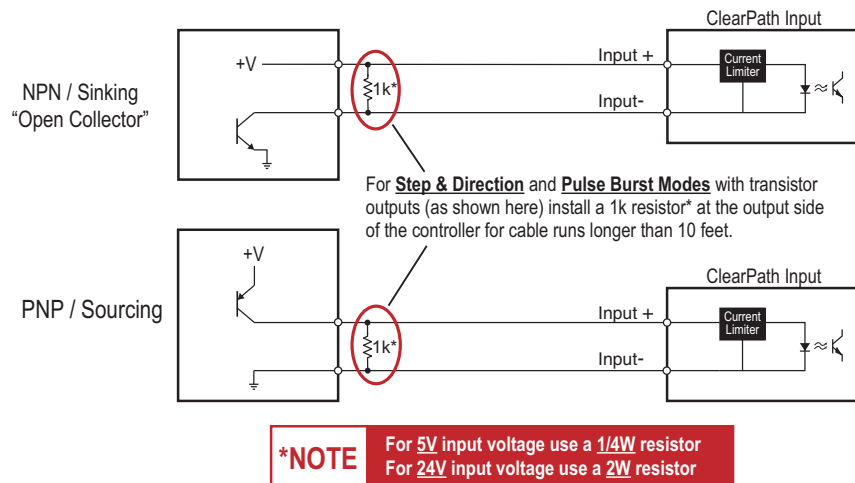 ClearPath Input
NPN / Sinking
“Open Collector”
+V
1k*
Input +
Input-
Current
Limiter
For Step & Direction and Pulse Burst Modes with transistor
outputs (as shown here) install a 1k resistor* at the output side
of the controller for cable runs longer than 10 feet.
ClearPath Input
PNP / Sourcing
+V
1k*
Input +
Input-
Current
Limiter
*NOTE
For 5V input voltage use a 1/4W resistor
For 24V input voltage use a 2W resistor